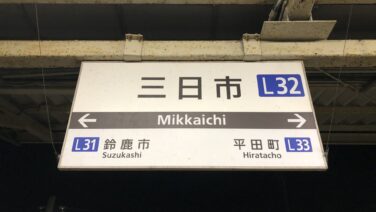 三日市 L32
← Mikkaichi →
L31 鈴鹿市 平田町 L33
Suzukashi Hiratacho